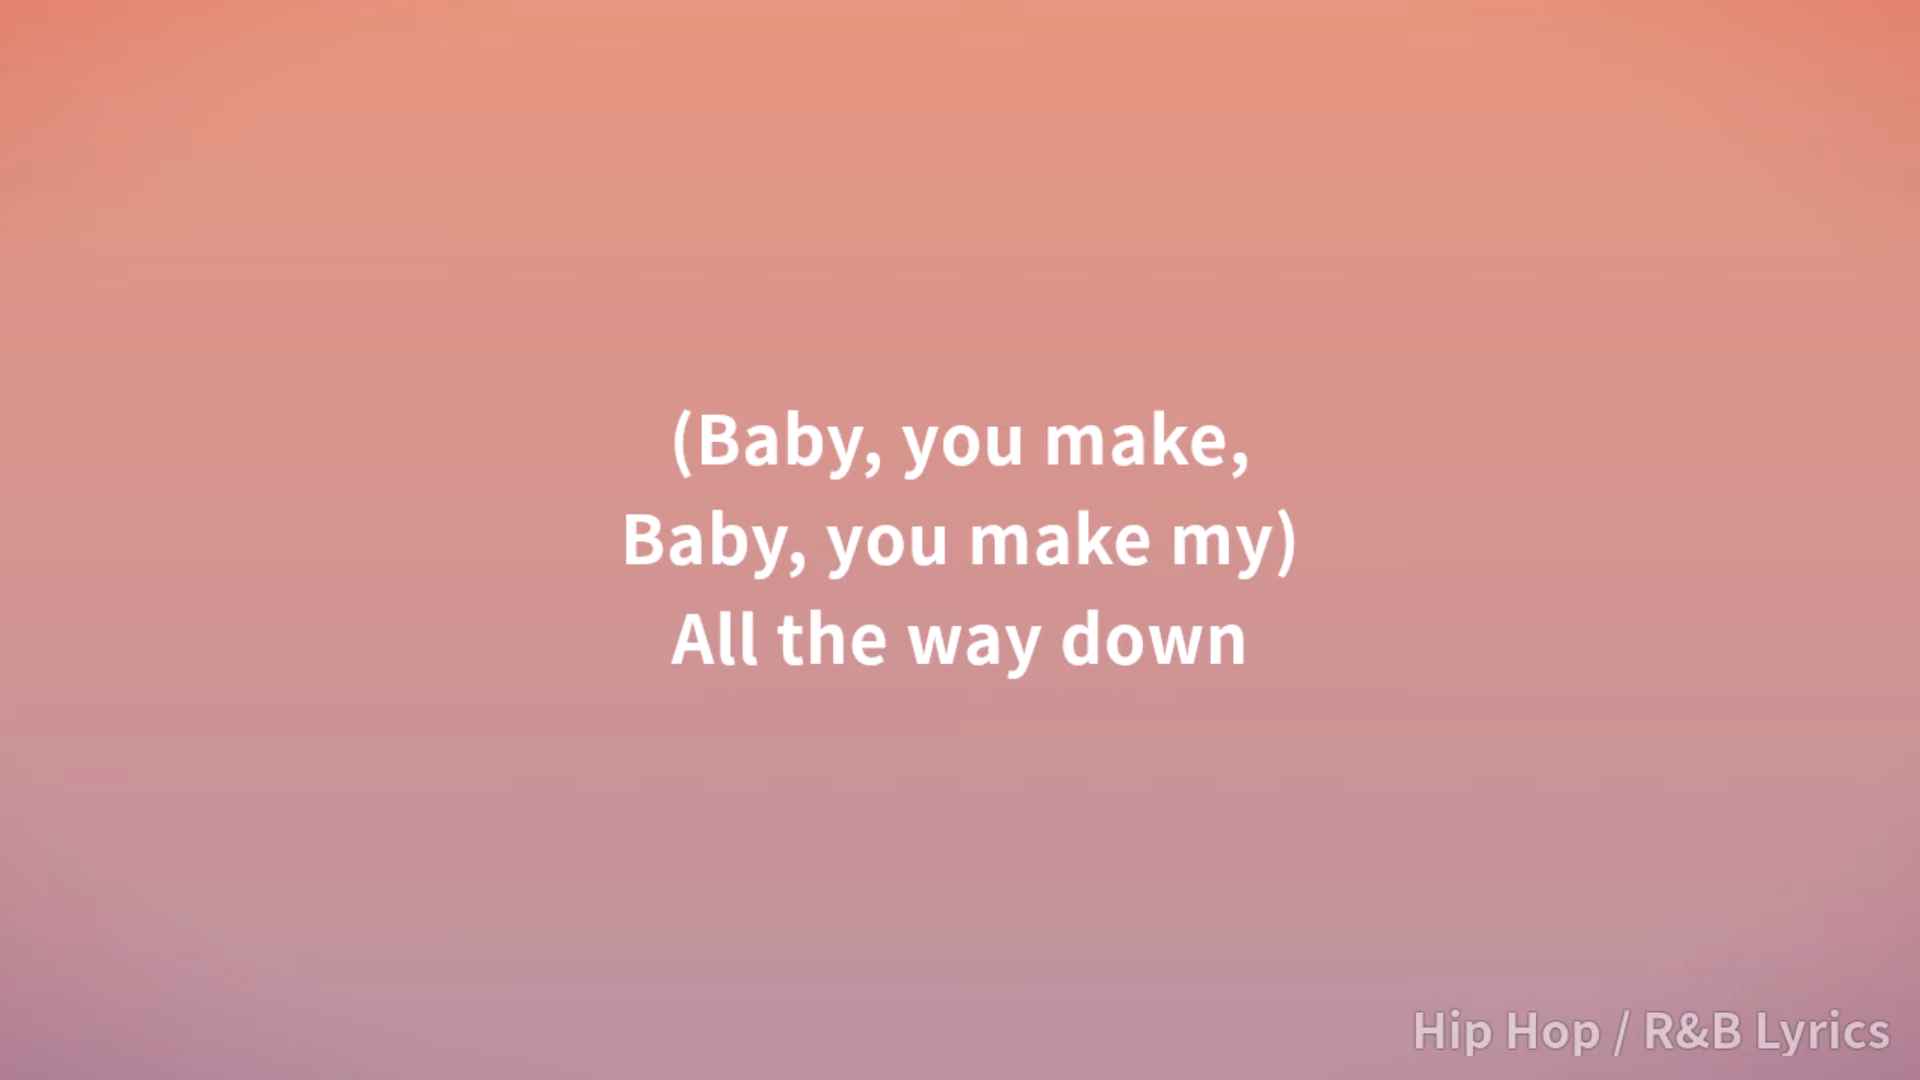 (Baby, you make,
Baby, you make my)
All the way down
Hip Hop / R&B Lyrics